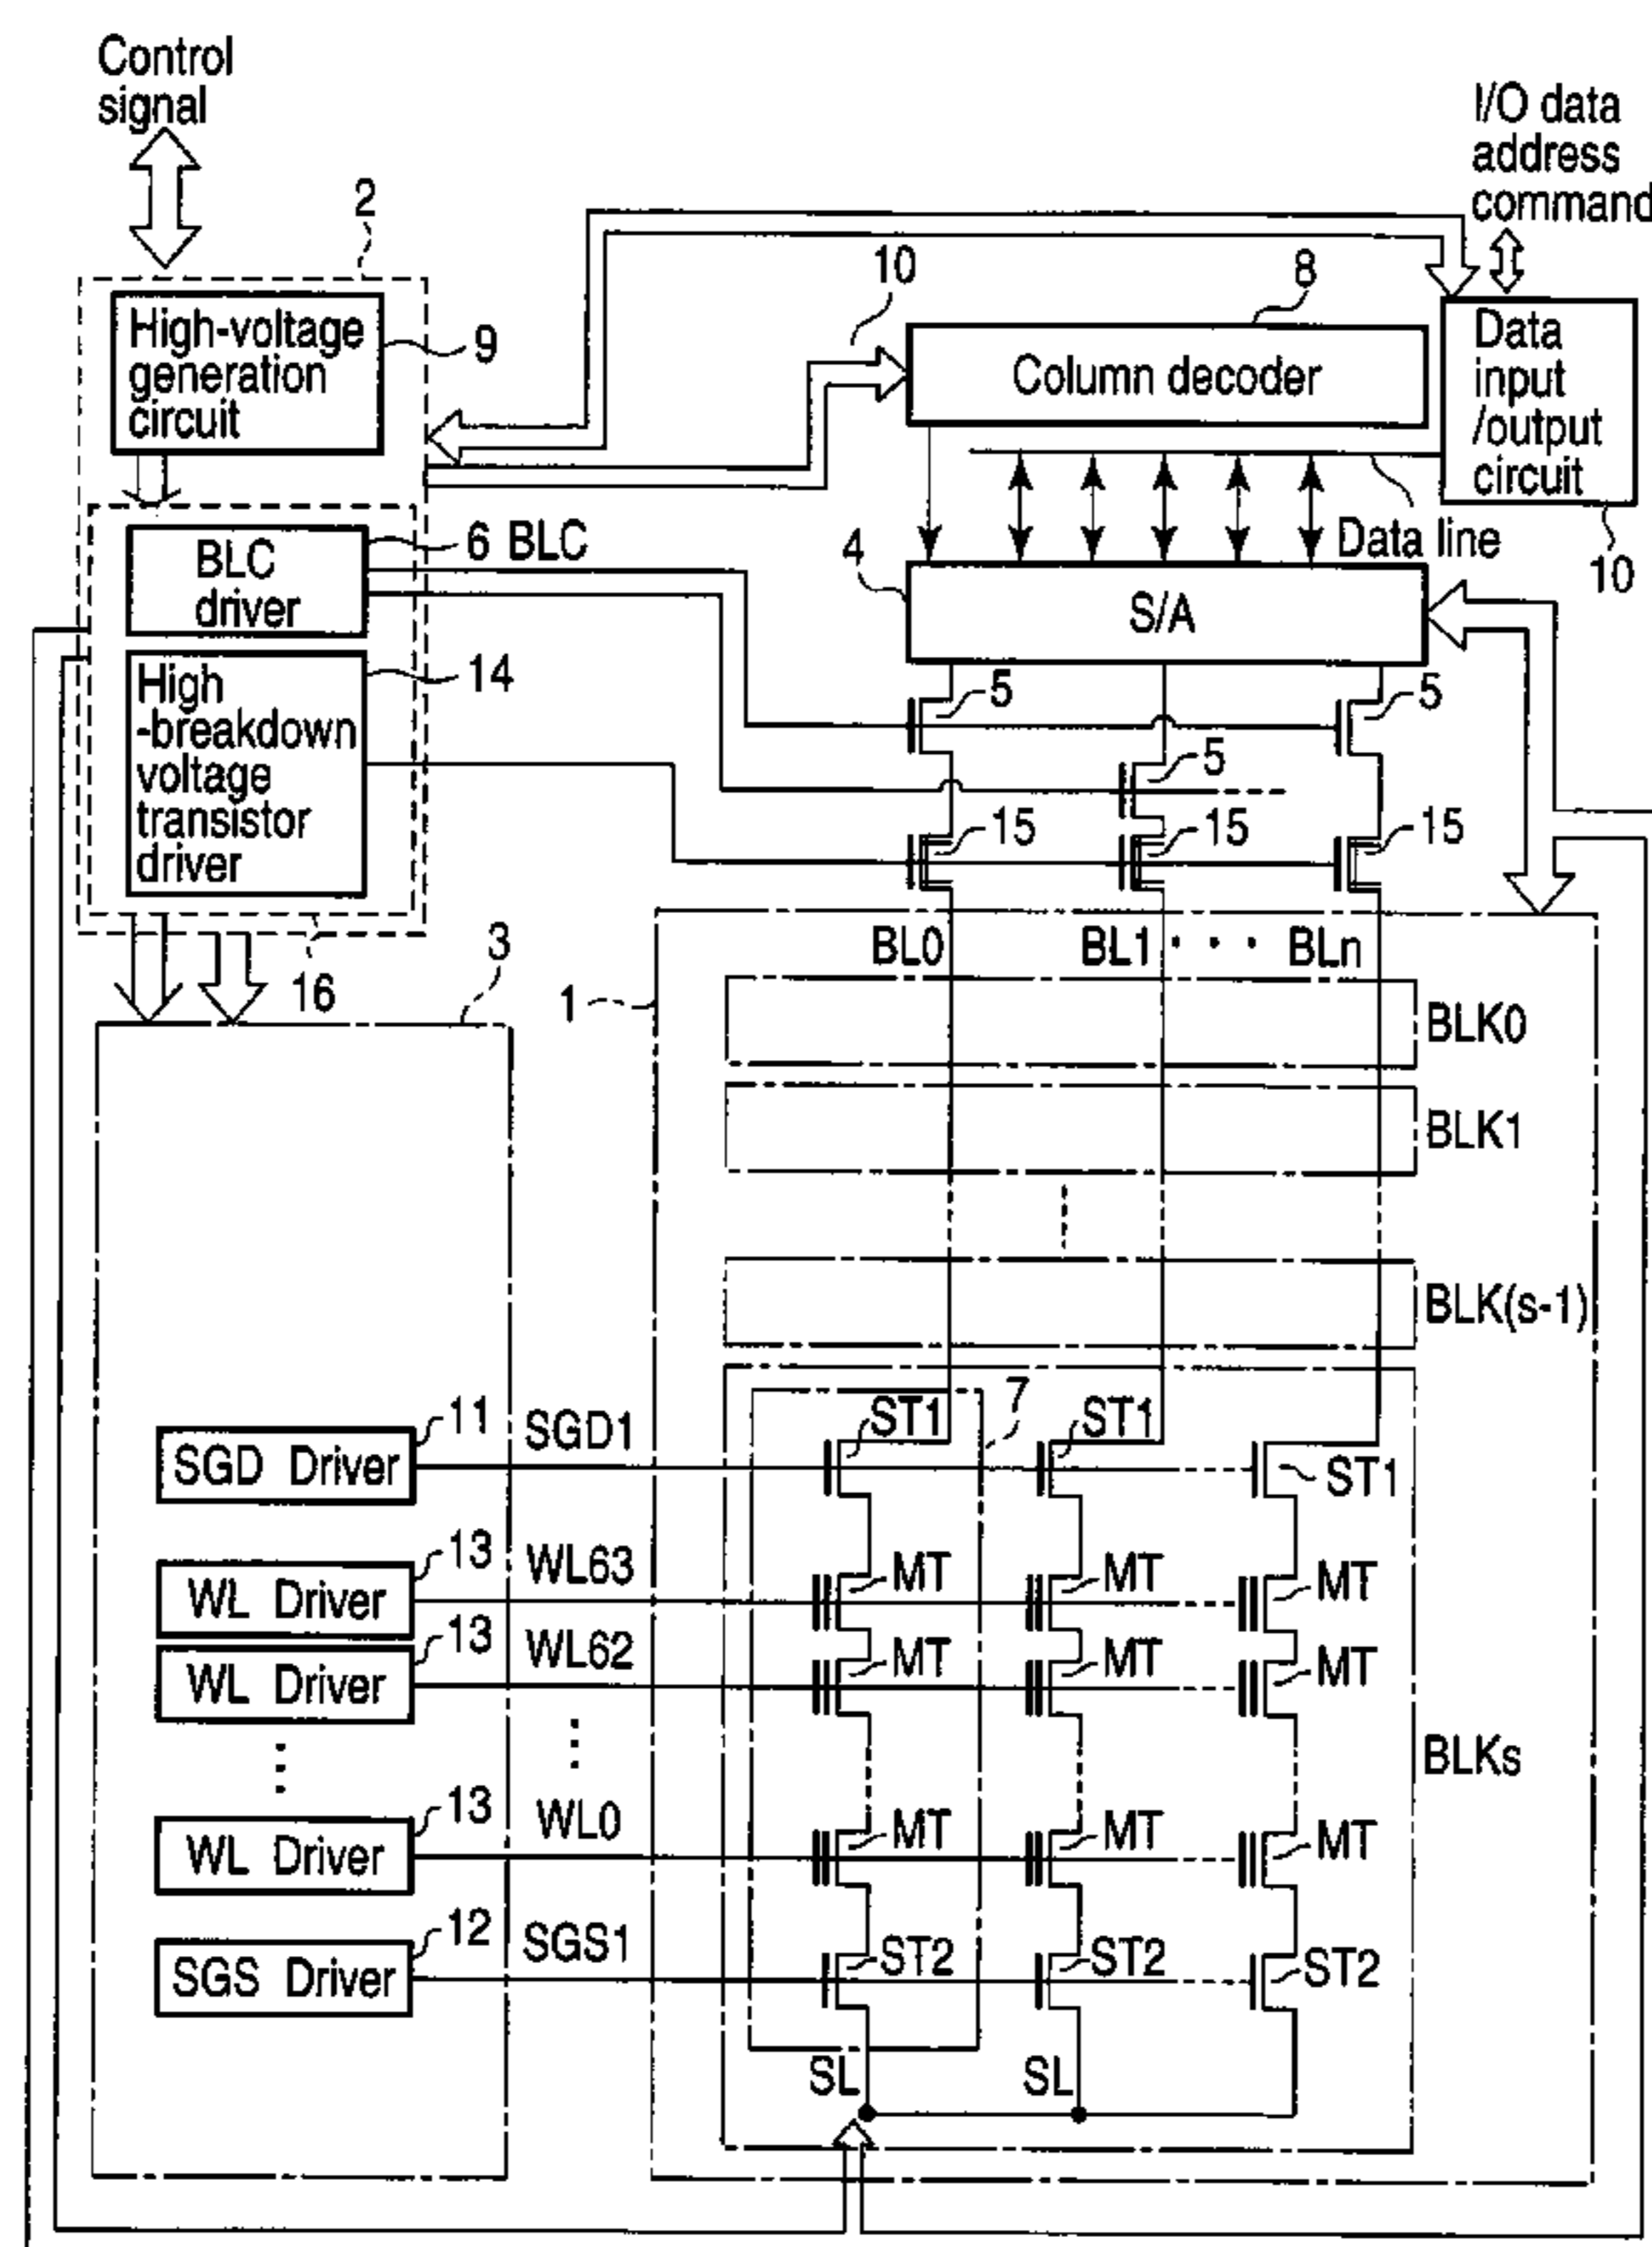 Control
signal
I/O data
address
command
2
10
8
High-voltage
generation
circuit
9
Column decoder
Data
input
/output
circuit
BLC
driver
6 BLC
4
Data line
10
S/A
High
-breakdown
voltage
transistor
driver
14
5
5
5
15
15
15
16
3
1
BL0
BL1 · · · BLn
BLK0
BLK1
BLK(s-1)
7
SGD Driver
11
SGD1
ST1
ST1
ST1
WL Driver
13
WL63
MT
MT
MT
WL Driver
13
WL62
MT
MT
MT
BLKs
WL Driver
13
WL0
MT
MT
MT
SGS Driver
12
SGS1
ST2
ST2
ST2
SL
SL